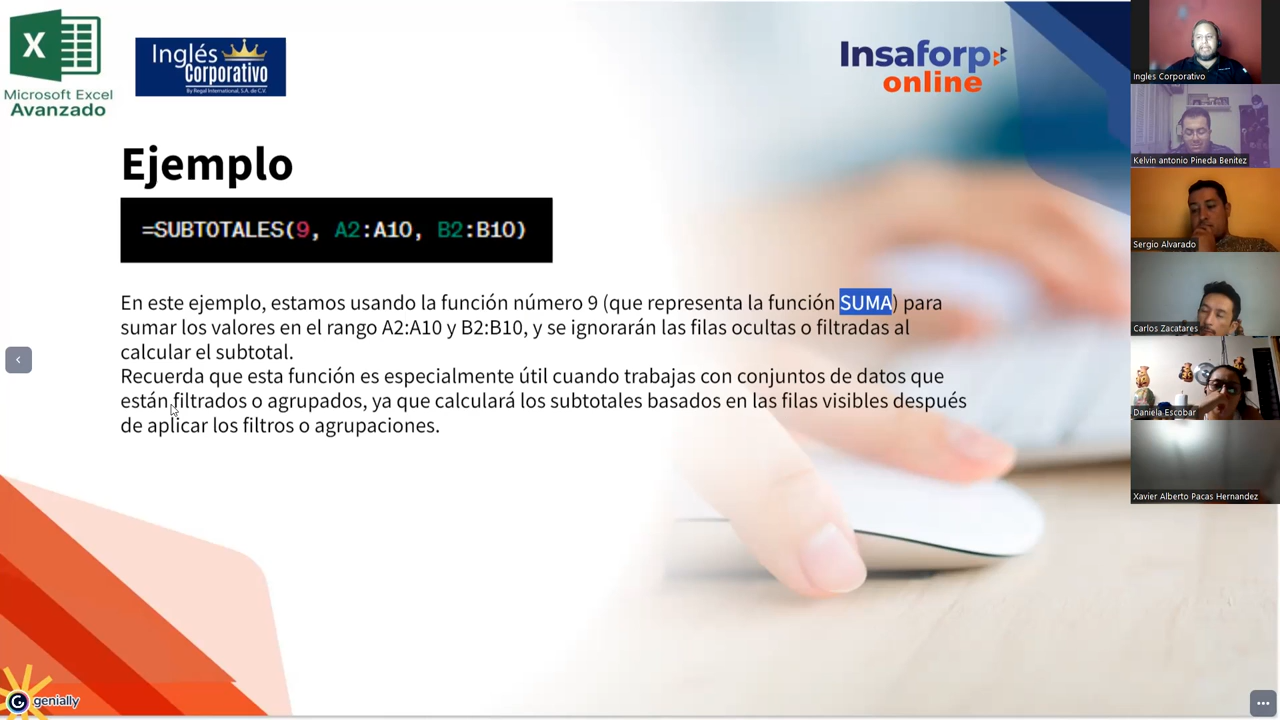 Microsoft Excel
Avanzado
Inglés
Corporativo
By Regal International, S.A. de C.V.
Insaforp
online
Ejemplo
=SUBTOTALES(9, A2:A10, B2:B10)
En este ejemplo, estamos usando la función número 9 (que representa la función SUMA) para
sumar los valores en el rango A2:A10 y B2:B10, y se ignorarán las filas ocultas o filtradas al
calcular el subtotal.
Recuerda que esta función es especialmente útil cuando trabajas con conjuntos de datos que
están filtrados o agrupados, ya que calculará los subtotales basados en las filas visibles después
de aplicar los filtros o agrupaciones.
genially
Ingles Corporativo
Kelvin antonio Pineda Benitez
Sergio Alvarado
Carlos Zacatares
Daniela Escobar
Xavier Alberto Pacas Hernandez